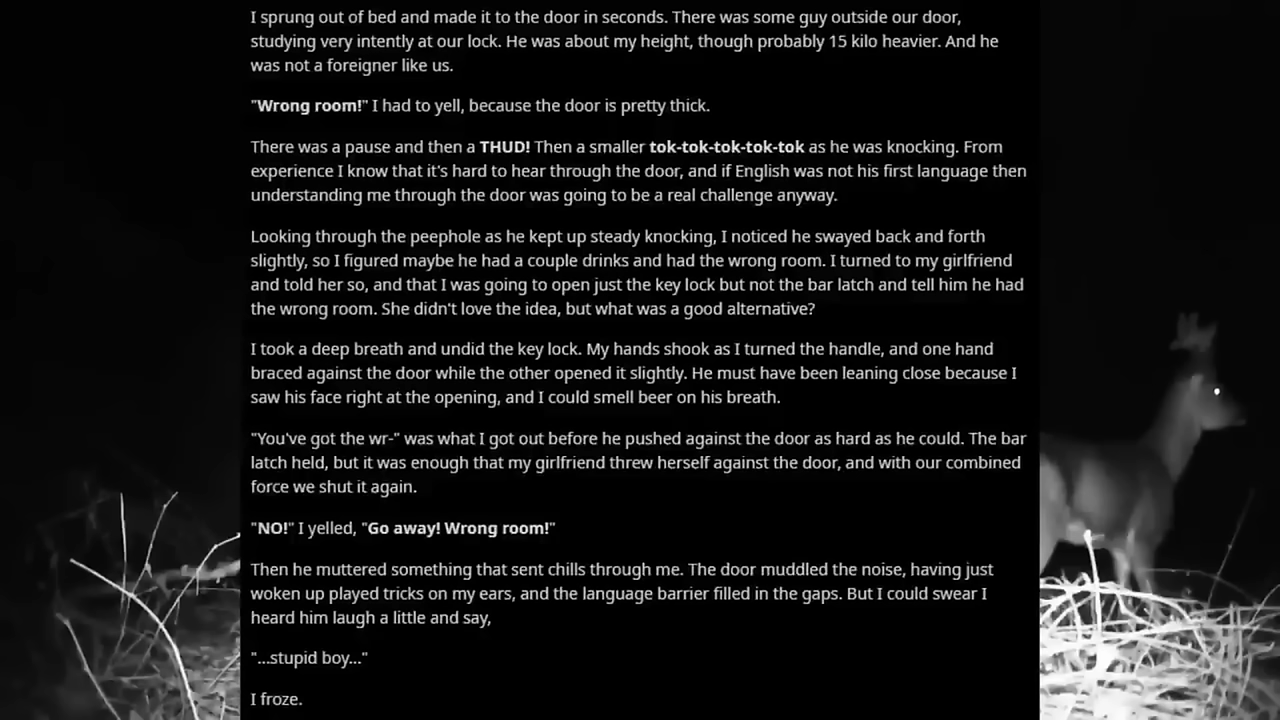 I sprung out of bed and made it to the door in seconds. There was some guy outside our door,
studying very intently at our lock. He was about my height, though probably 15 kilo heavier. And he
was not a foreigner like us.
"Wrong room!" I had to yell, because the door is pretty thick.
There was a pause and then a THUD! Then a smaller tok-tok-tok-tok-tok as he was knocking. From
experience I know that it's hard to hear through the door, and if English was not his first language then
understanding me through the door was going to be a real challenge anyway.
Looking through the peephole as he kept up steady knocking, I noticed he swayed back and forth
slightly, so I figured maybe he had a couple drinks and had the wrong room. I turned to my girlfriend
and told her so, and that I was going to open just the key lock but not the bar latch and tell him he had
the wrong room. She didn't love the idea, but what was a good alternative?
I took a deep breath and undid the key lock. My hands shook as I turned the handle, and one hand
braced against the door while the other opened it slightly. He must have been leaning close because I
saw his face right at the opening, and I could smell beer on his breath.
"You've got the wr-" was what I got out before he pushed against the door as hard as he could. The bar
latch held, but it was enough that my girlfriend threw herself against the door, and with our combined
force we shut it again.
"NO!" I yelled, "Go away! Wrong room!"
Then he muttered something that sent chills through me. The door muddled the noise, having just
woken up played tricks on my ears, and the language barrier filled in the gaps. But I could swear I
heard him laugh a little and say,
"...stupid boy..."
I froze.